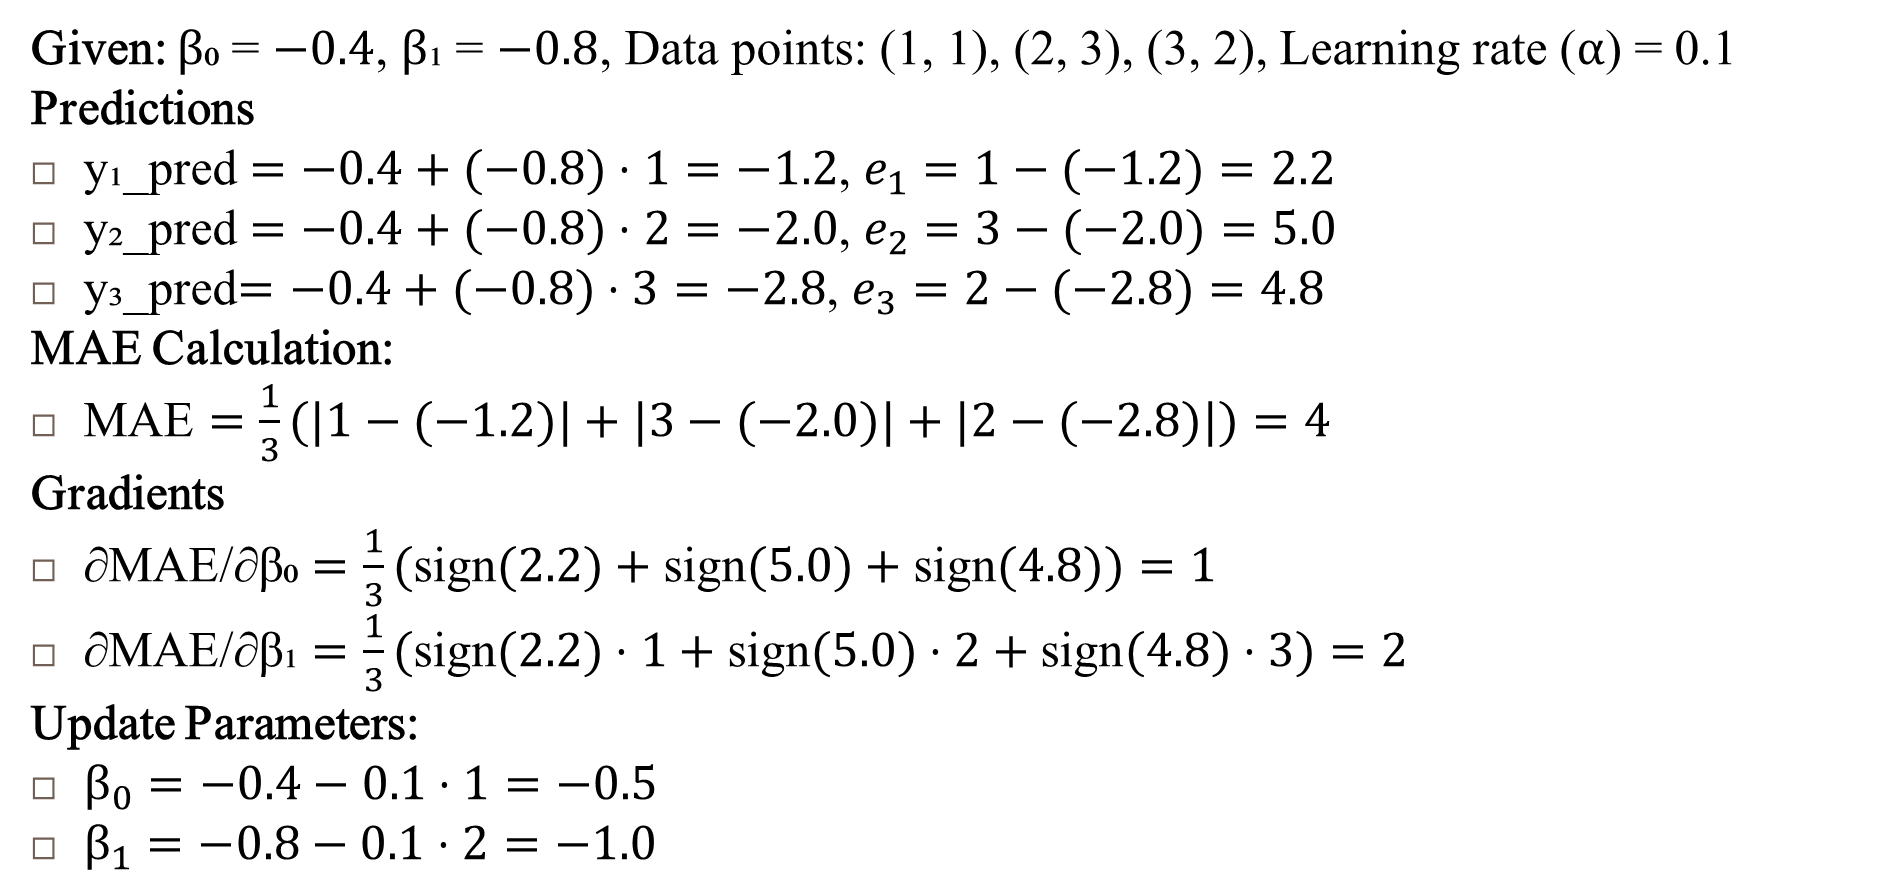 Given: β₀ = −0.4, β₁ = −0.8, Data points: (1, 1), (2, 3), (3, 2), Learning rate (α) = 0.1
Predictions
□ y₁_pred = −0.4 + (−0.8) · 1 = −1.2, e₁ = 1 − (−1.2) = 2.2
□ y₂_pred = −0.4 + (−0.8) · 2 = −2.0, e₂ = 3 − (−2.0) = 5.0
□ y₃_pred= −0.4 + (−0.8) · 3 = −2.8, e₃ = 2 − (−2.8) = 4.8
MAE Calculation:
□ MAE = 1/3 (|1 − (−1.2)| + |3 − (−2.0)| + |2 − (−2.8)|) = 4
Gradients
□ ∂MAE/∂β₀ = 1/3 (sign(2.2) + sign(5.0) + sign(4.8)) = 1
□ ∂MAE/∂β₁ = 1/3 (sign(2.2) · 1 + sign(5.0) · 2 + sign(4.8) · 3) = 2
Update Parameters:
□ β₀ = −0.4 − 0.1 · 1 = −0.5
□ β₁ = −0.8 − 0.1 · 2 = −1.0